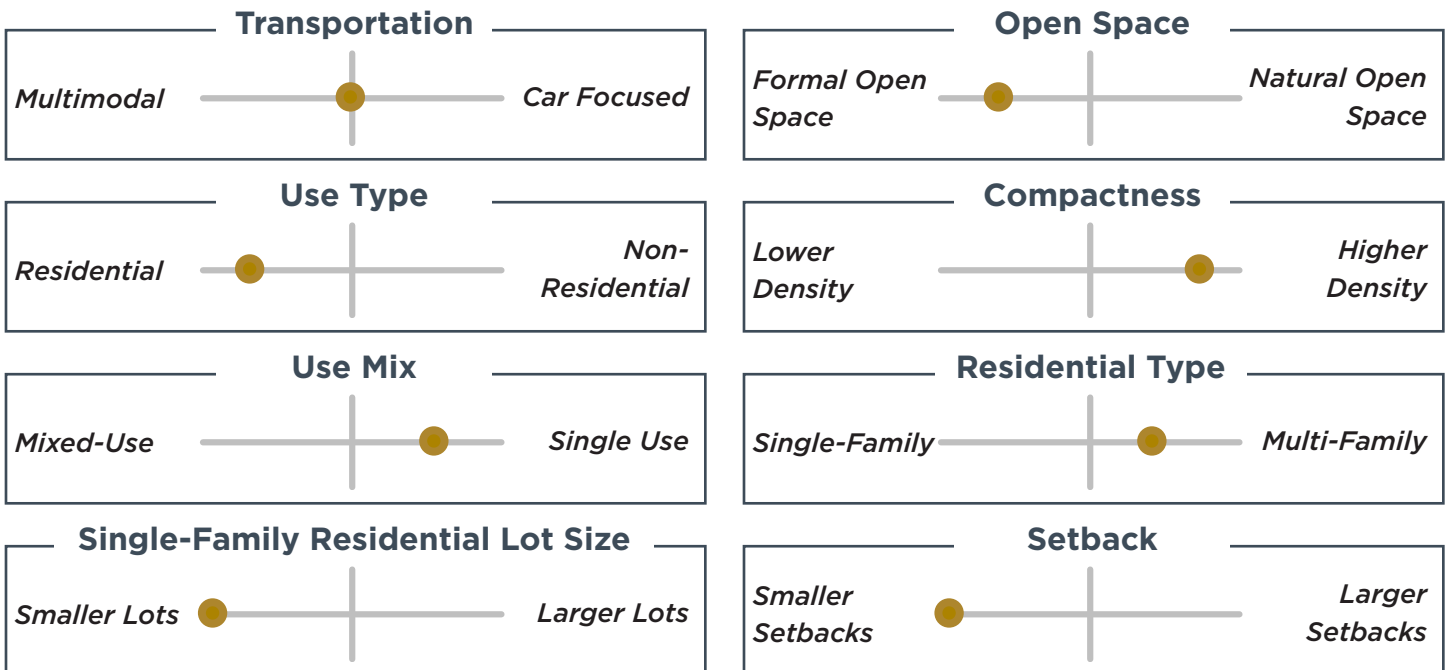 Transportation
Multimodal
Car Focused
Open Space
Formal Open
Space
Natural Open
Space
Use Type
Residential
Non-
Residential
Compactness
Lower
Density
Higher
Density
Use Mix
Mixed-Use
Single Use
Residential Type
Single-Family
Multi-Family
Single-Family Residential Lot Size
Smaller Lots
Larger Lots
Setback
Smaller
Setbacks
Larger
Setbacks